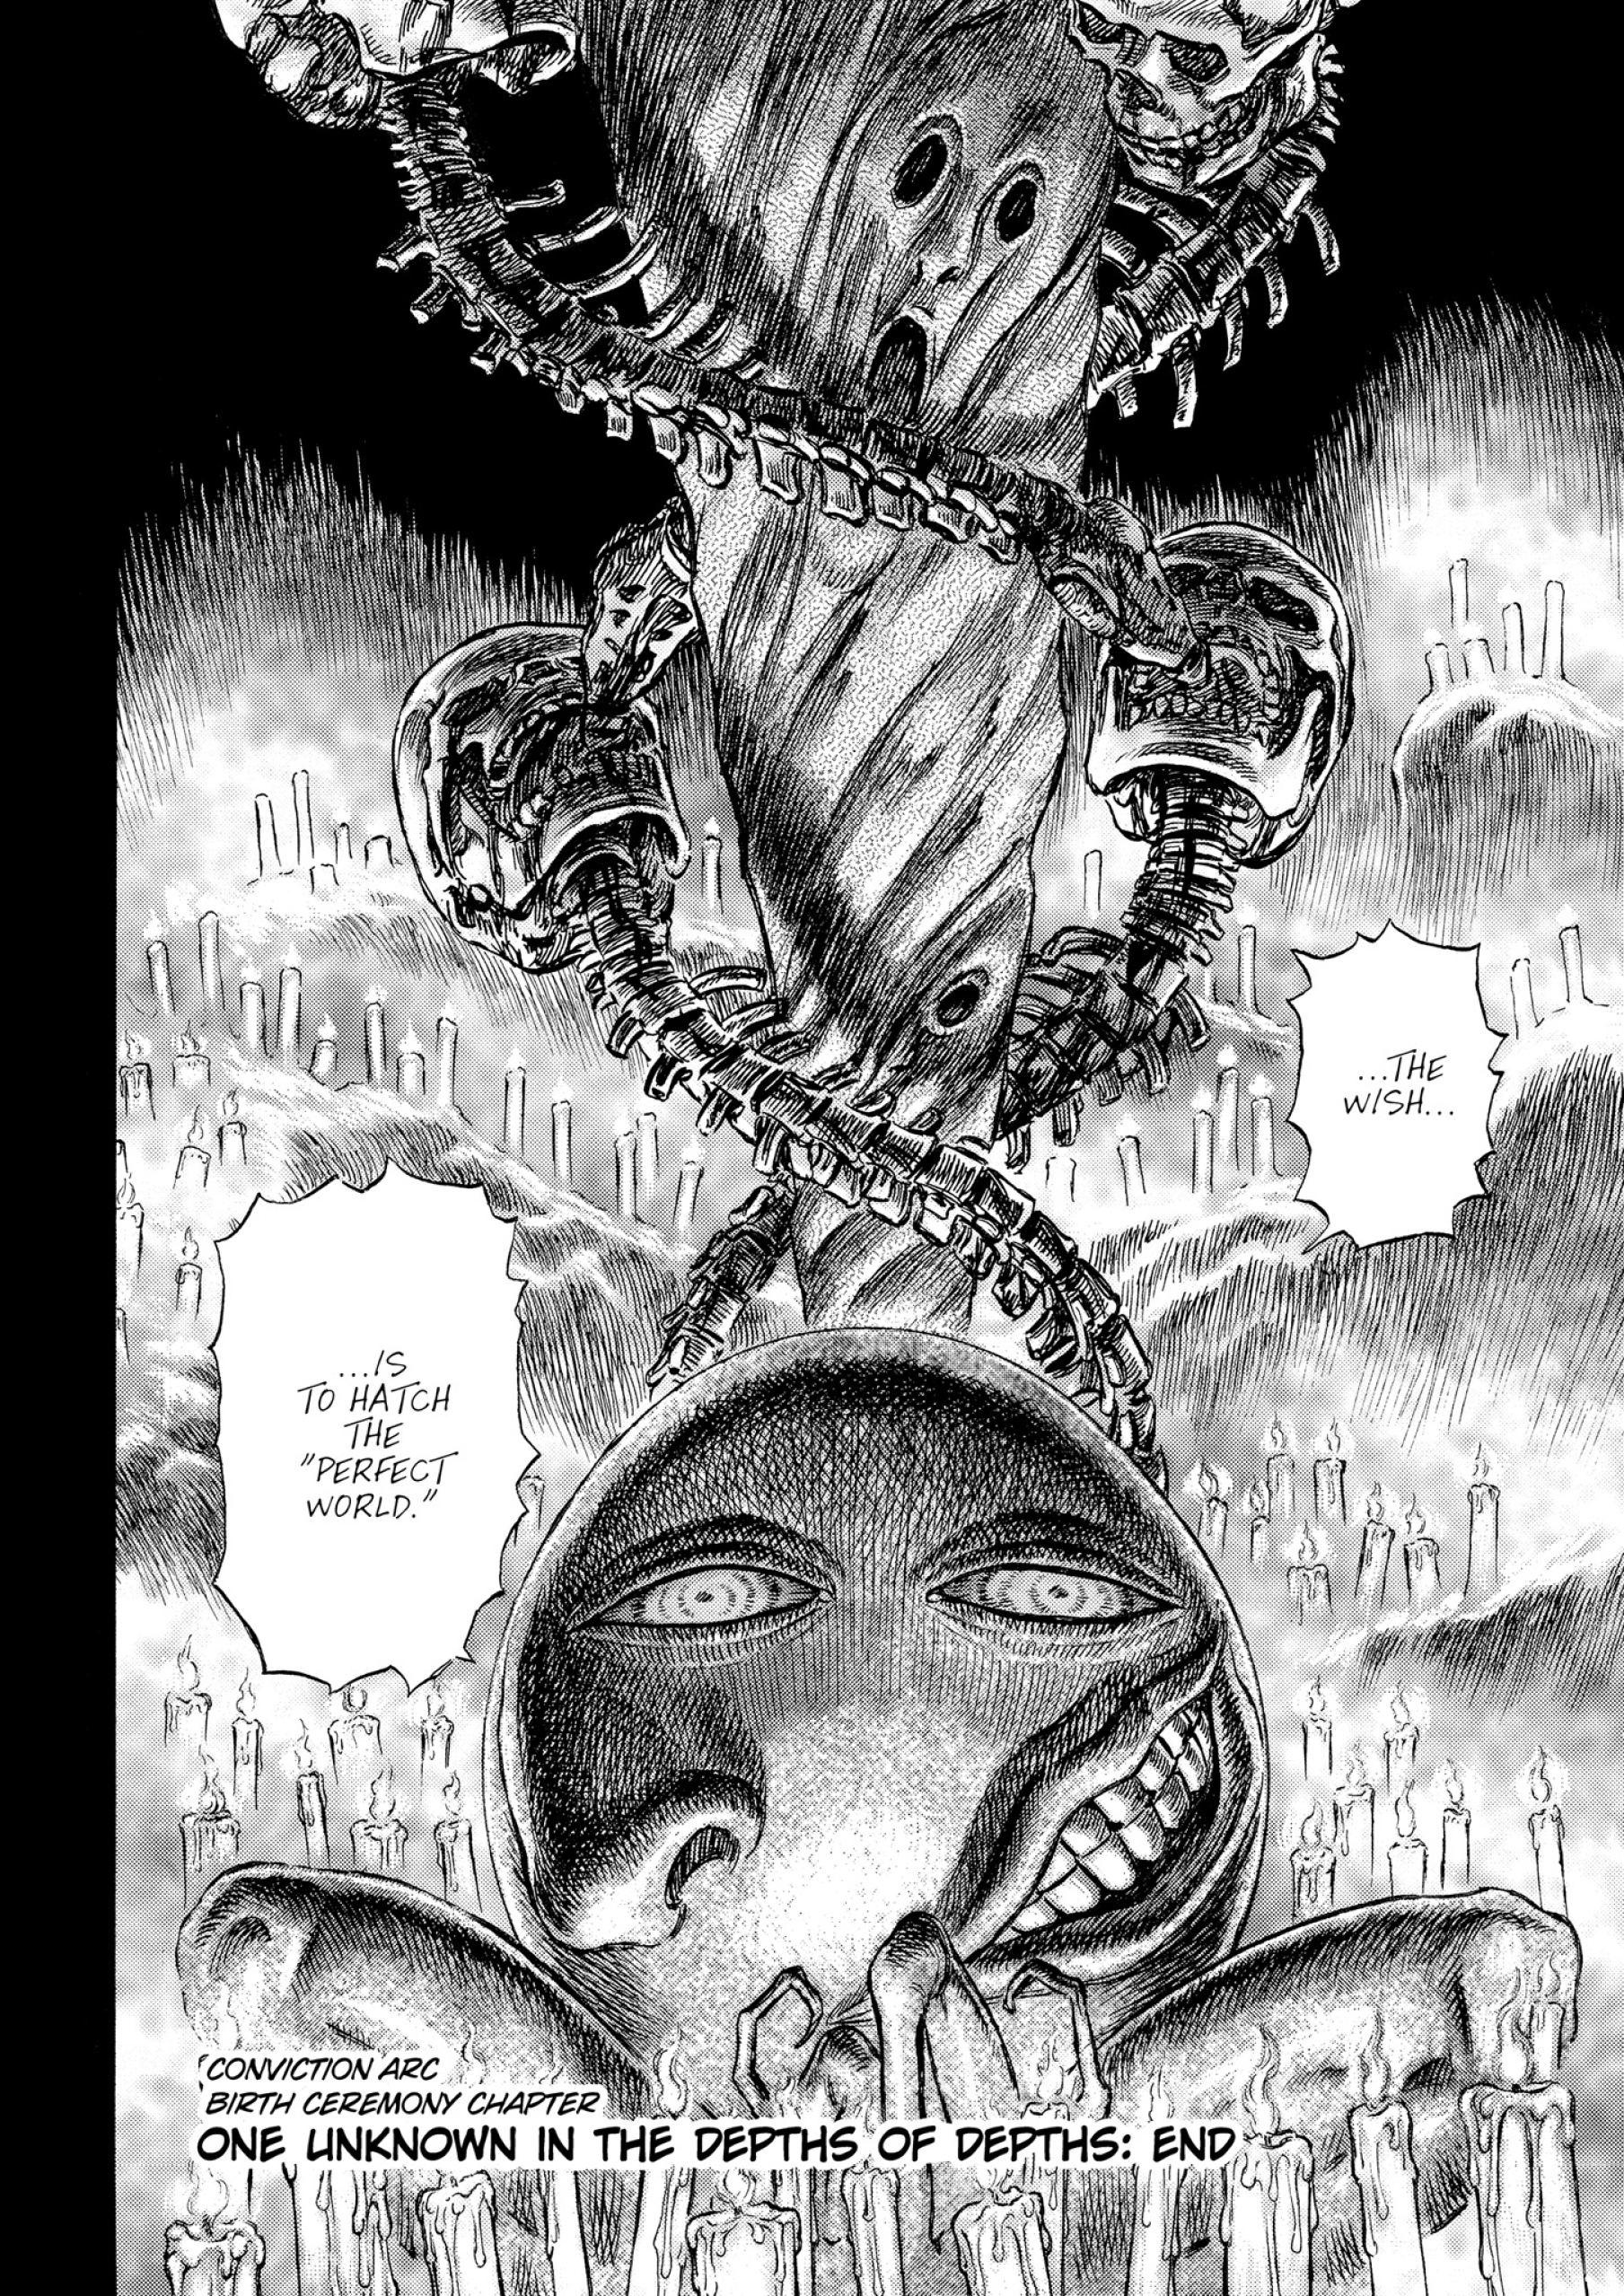 ...THE
WISH...
...IS
TO HATCH
THE
"PERFECT
WORLD."
CONVICTION ARC
BIRTH CEREMONY CHAPTER
ONE UNKNOWN IN THE DEPTHS OF DEPTHS: END